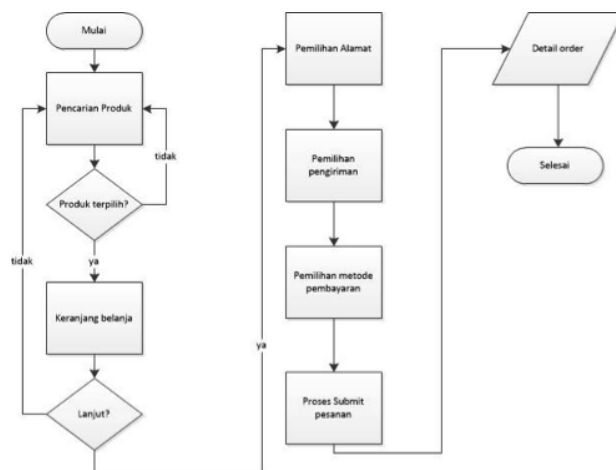 Mulai
Pencarian Produk
tidak
Produk terpilih?
tidak
ya
Keranjang belanja
Lanjut?
ya
Pemilihan Alamat
Pemilihan
pengiriman
Pemilihan metode
pembayaran
Proses Submit
pesanan
Detail order
Selesai